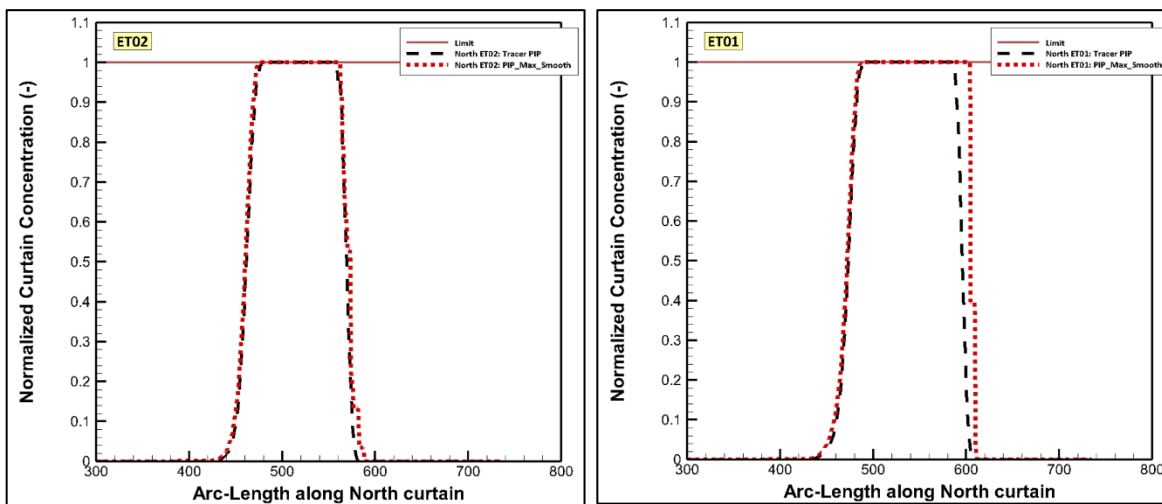 ET02
Limit
North ET02: Tracer PIP
North ET02: PIP_Max_Smooth
Normalized Curtain Concentration (-)
1.1
1
0.9
0.8
0.7
0.6
0.5
0.4
0.3
0.2
0.1
0
300 400 500 600 700 800
Arc-Length along North curtain
ET01
Limit
North ET01: Tracer PIP
North ET01: PIP_Max_Smooth
Normalized Curtain Concentration (-)
1.1
1
0.9
0.8
0.7
0.6
0.5
0.4
0.3
0.2
0.1
0
300 400 500 600 700 800
Arc-Length along North curtain